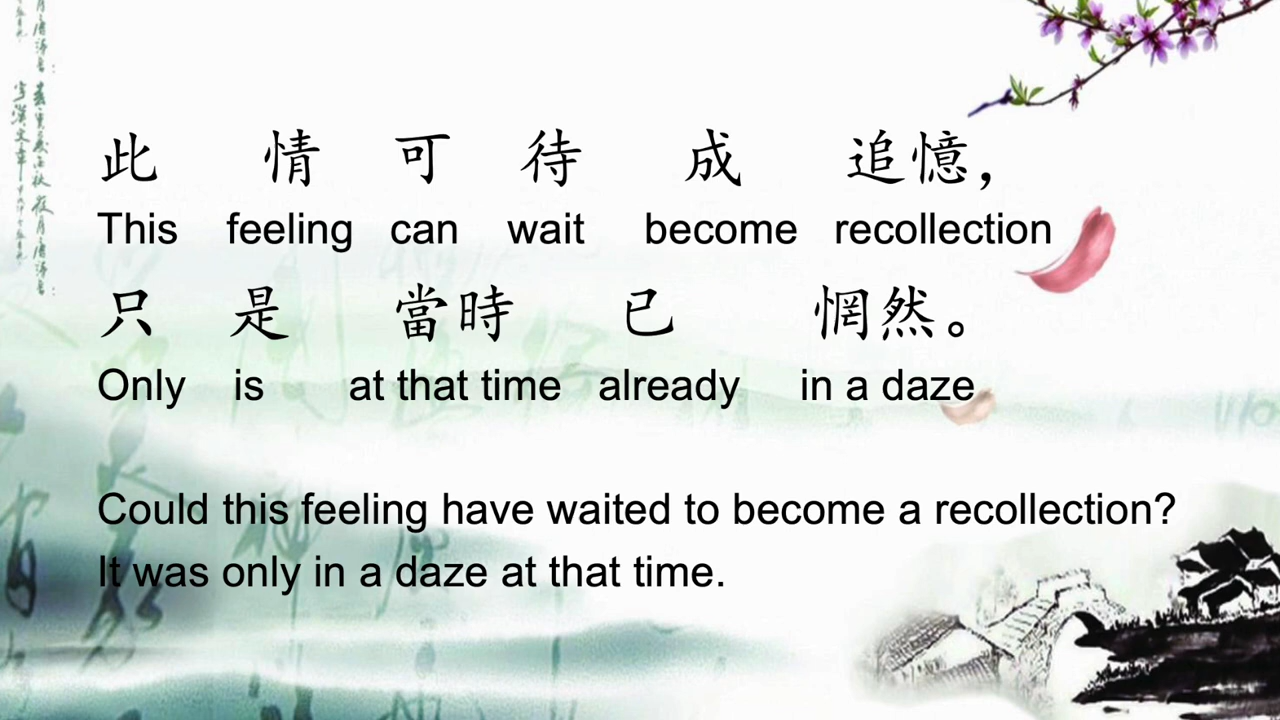 此 情 可 待 成 追憶，
This feeling can wait become recollection
只 是 當時 已 惘然。
Only is at that time already in a daze
Could this feeling have waited to become a recollection?
It was only in a daze at that time.